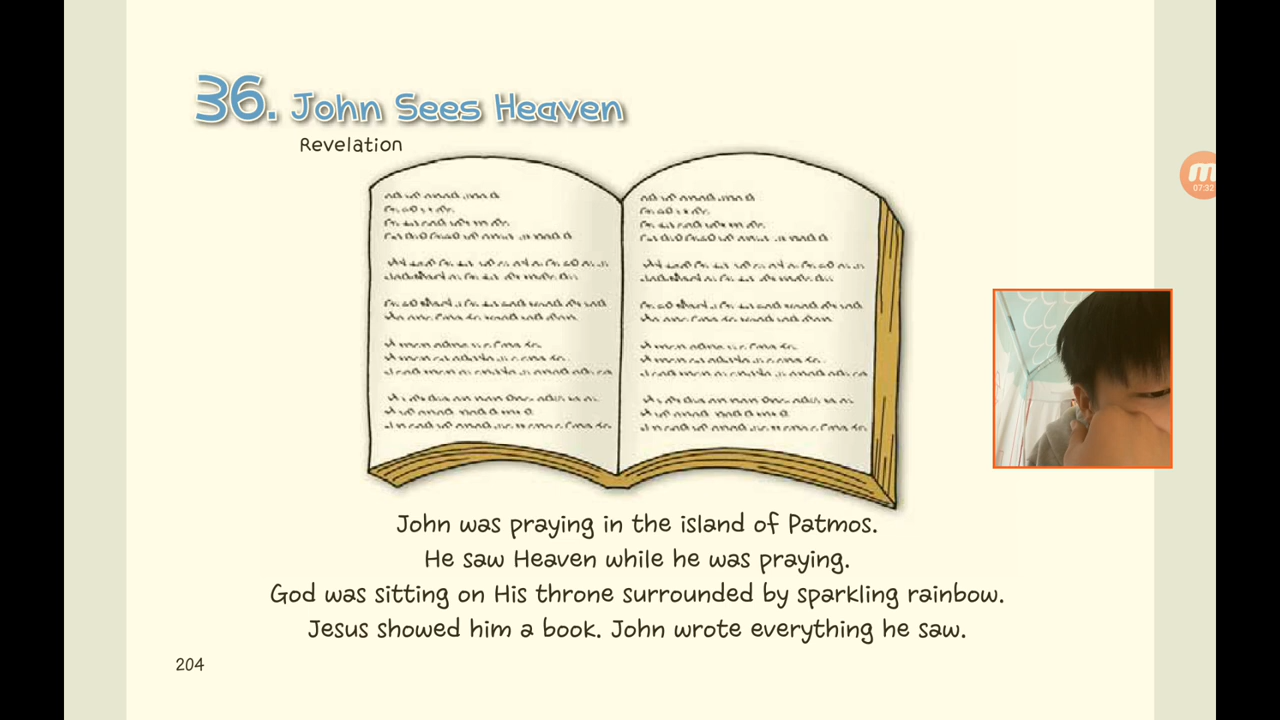 36. John Sees Heaven
Revelation
07:32
John was praying in the island of Patmos.
He saw Heaven while he was praying.
God was sitting on His throne surrounded by sparkling rainbow.
Jesus showed him a book. John wrote everything he saw.
204